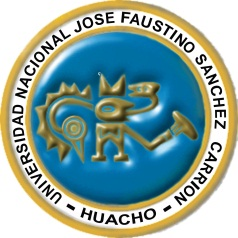 UNIVERSIDAD NACIONAL JOSE FAUSTINO SANCHEZ CARRION
- HUACHO -